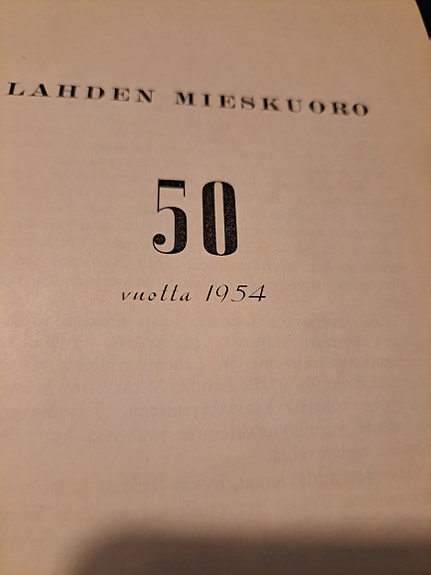 LAHDEN MIESKUORO
50
vuotta 1954